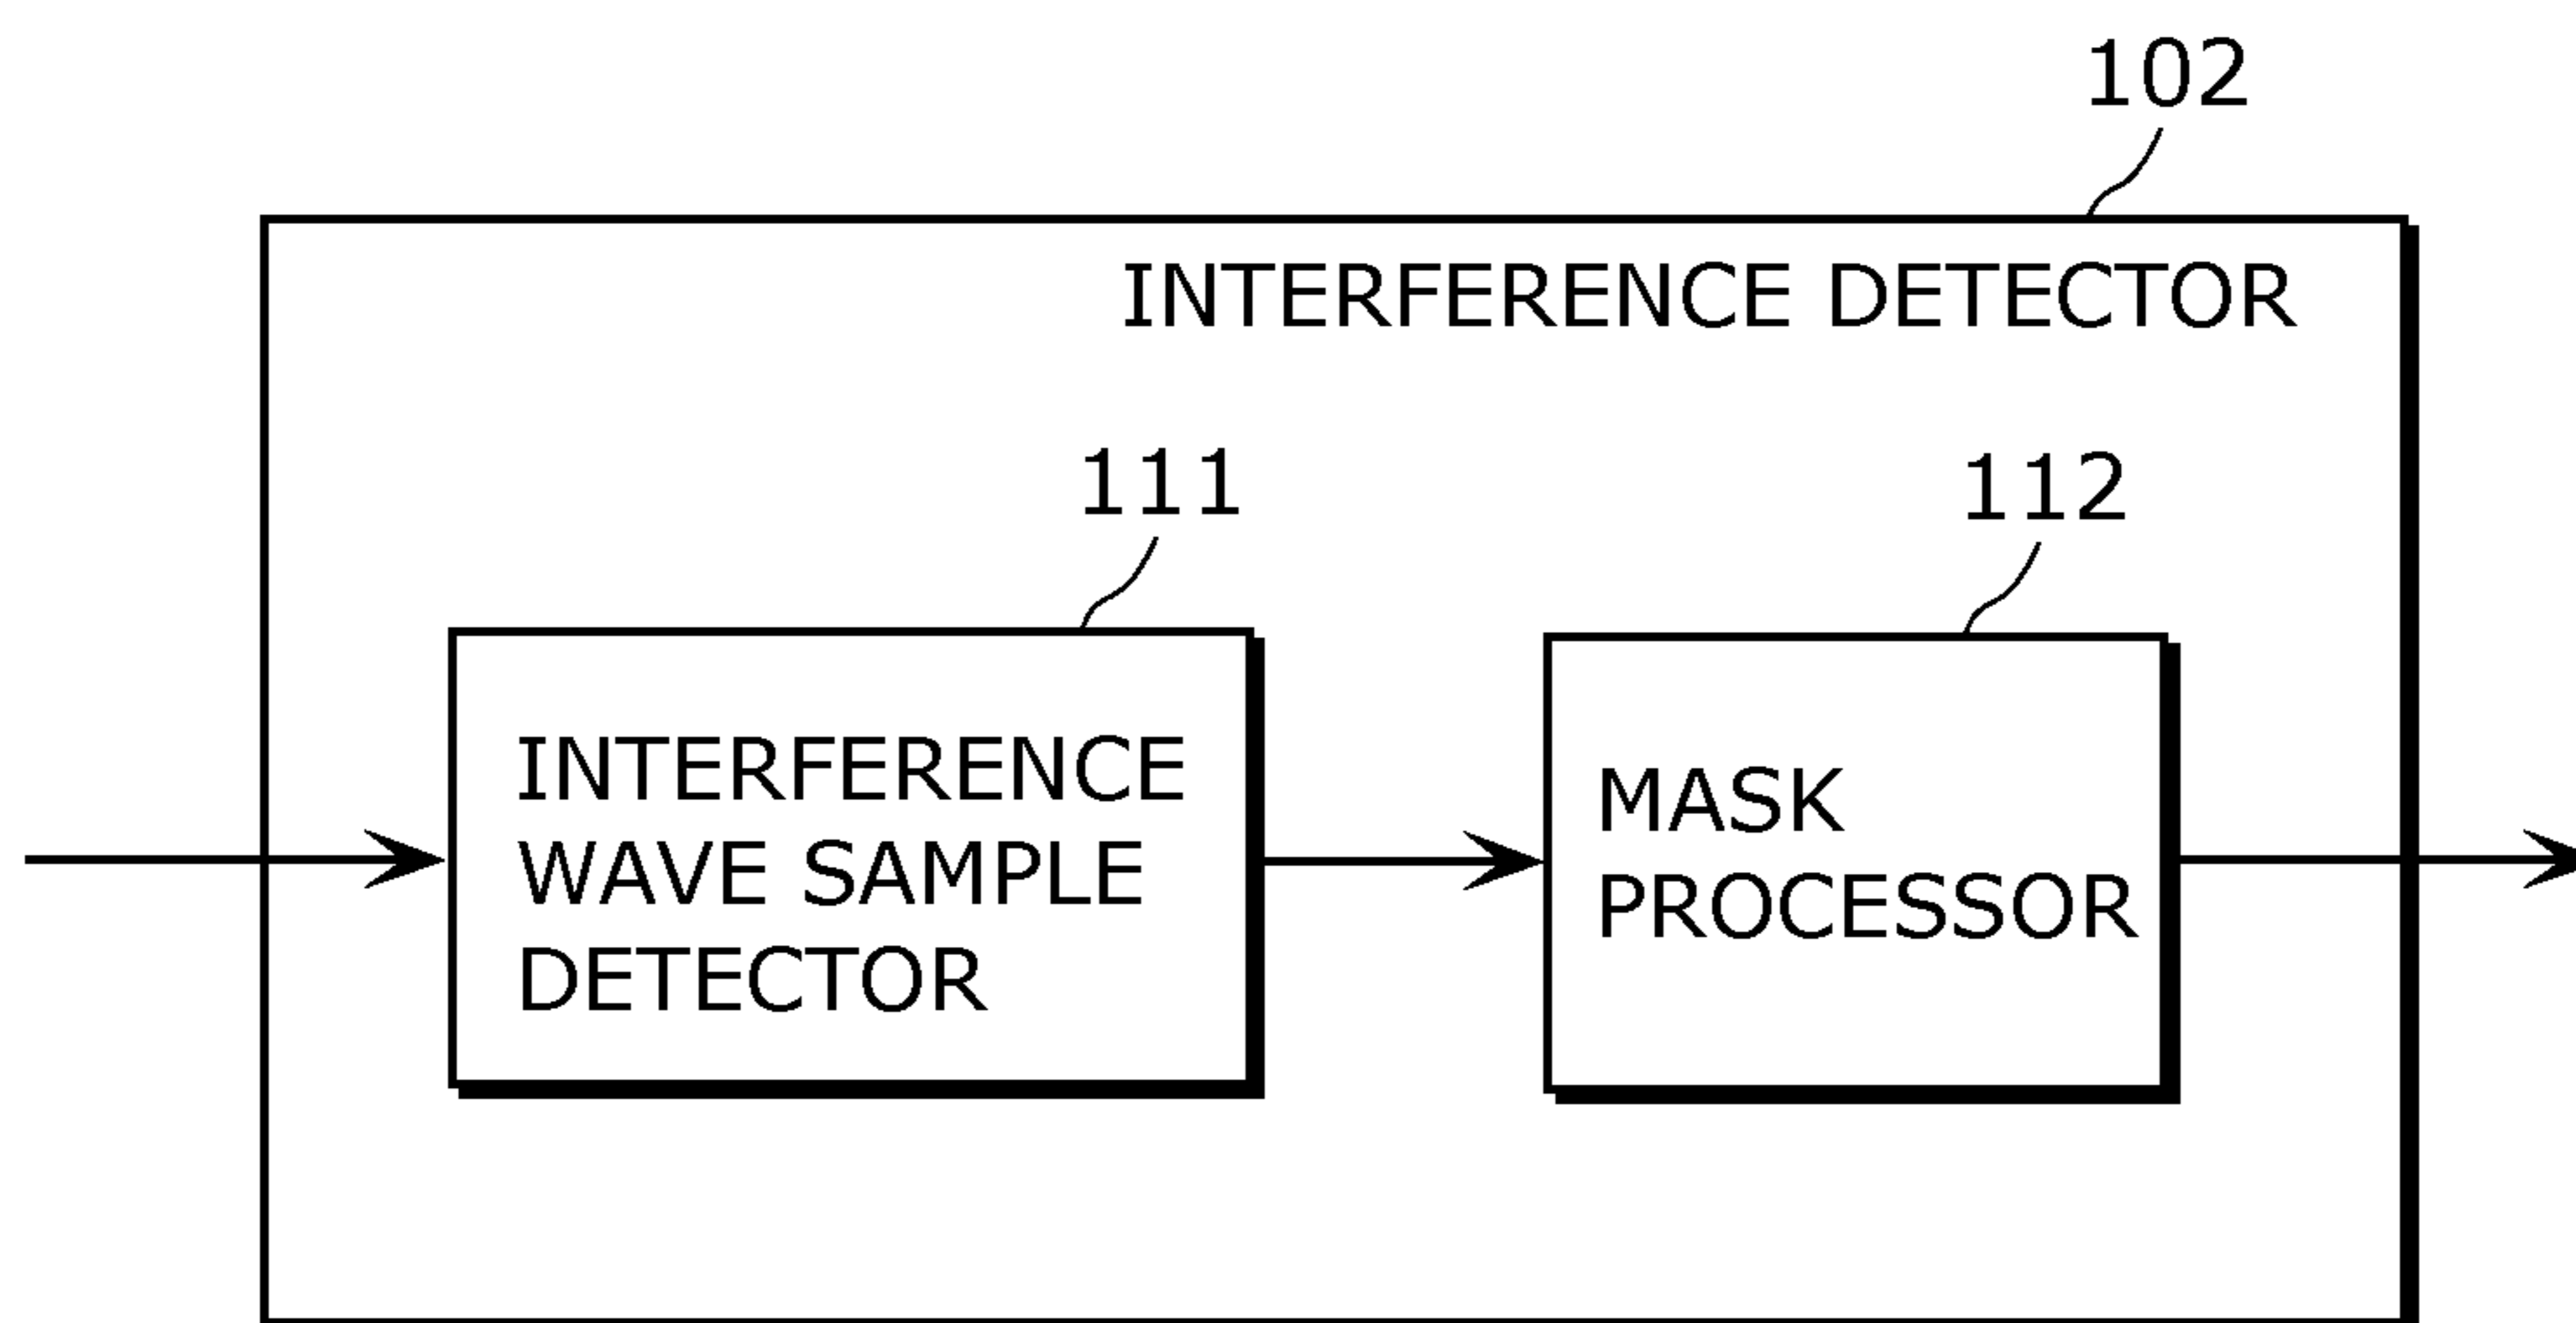 102
INTERFERENCE DETECTOR
111
112
INTERFERENCE
WAVE SAMPLE
DETECTOR
MASK
PROCESSOR